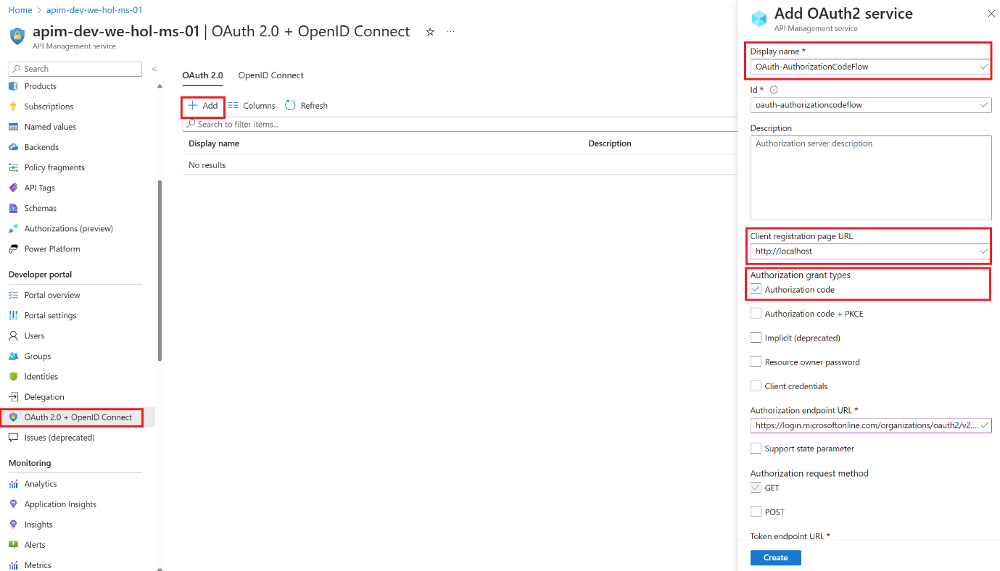 Home > apim-dev-we-hol-ms-01
apim-dev-we-hol-ms-01 | OAuth 2.0 + OpenID Connect
API Management service
Search
Products
Subscriptions
Named values
Backends
Policy fragments
API Tags
Schemas
Authorizations (preview)
Power Platform
Developer portal
Portal overview
Portal settings
Users
Groups
Identities
Delegation
OAuth 2.0 + OpenID Connect
Issues (deprecated)
Monitoring
Analytics
Application Insights
Insights
Alerts
Metrics
OAuth 2.0 OpenID Connect
Add Columns Refresh
Search to filter items...
Display name Description
No results
Add OAuth2 service
API Management service
Display name *
OAuth-AuthorizationCodeFlow
Id *
oauth-authorizationcodeflow
Description
Authorization server description
Client registration page URL
http://localhost
Authorization grant types
Authorization code
Authorization code + PKCE
Implicit (deprecated)
Resource owner password
Client credentials
Authorization endpoint URL *
https://login.microsoftonline.com/organizations/oauth2/v2....
Support state parameter
Authorization request method
GET
POST
Token endpoint URL *
Create